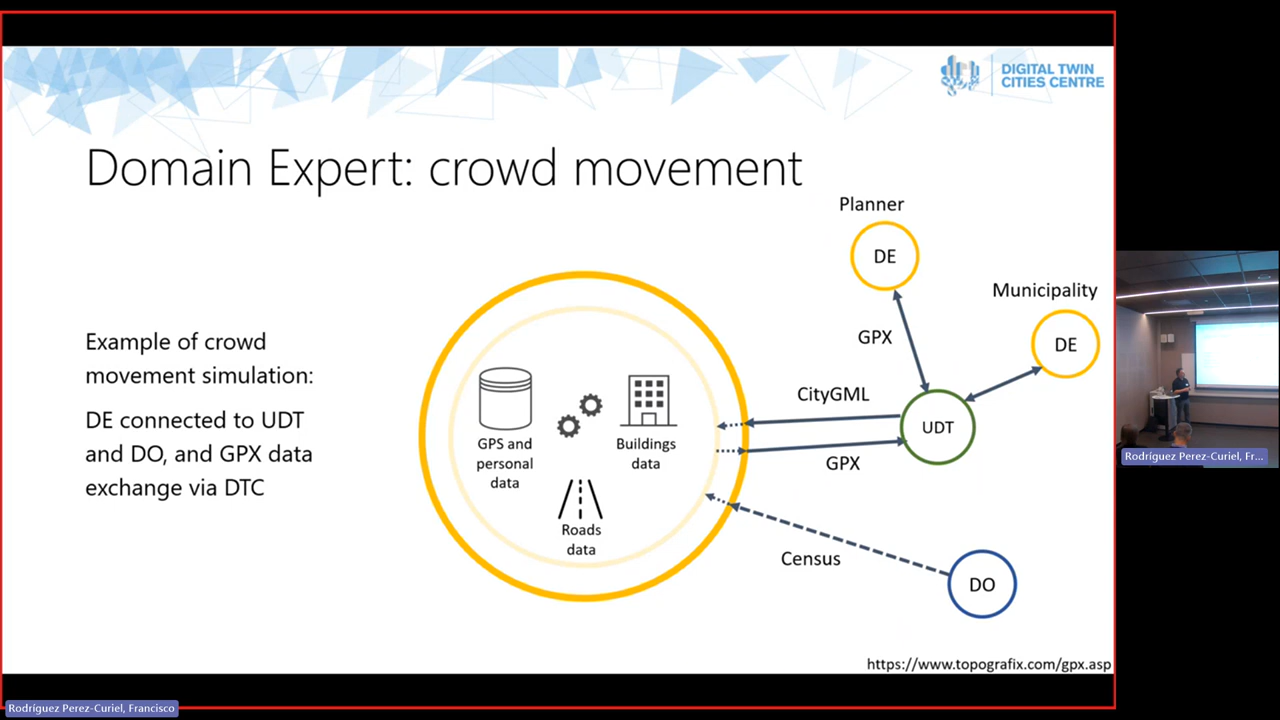 DIGITAL TWIN
CITIES CENTRE
Domain Expert: crowd movement
Example of crowd
movement simulation:
DE connected to UDT
and DO, and GPX data
exchange via DTC
GPS and
personal
data
Buildings
data
Roads
data
Planner
DE
Municipality
DE
GPX
CityGML
UDT
GPX
Census
DO
https://www.topografix.com/gpx.asp
Rodríguez Perez-Curiel, Fr...
Rodríguez Perez-Curiel, Francisco